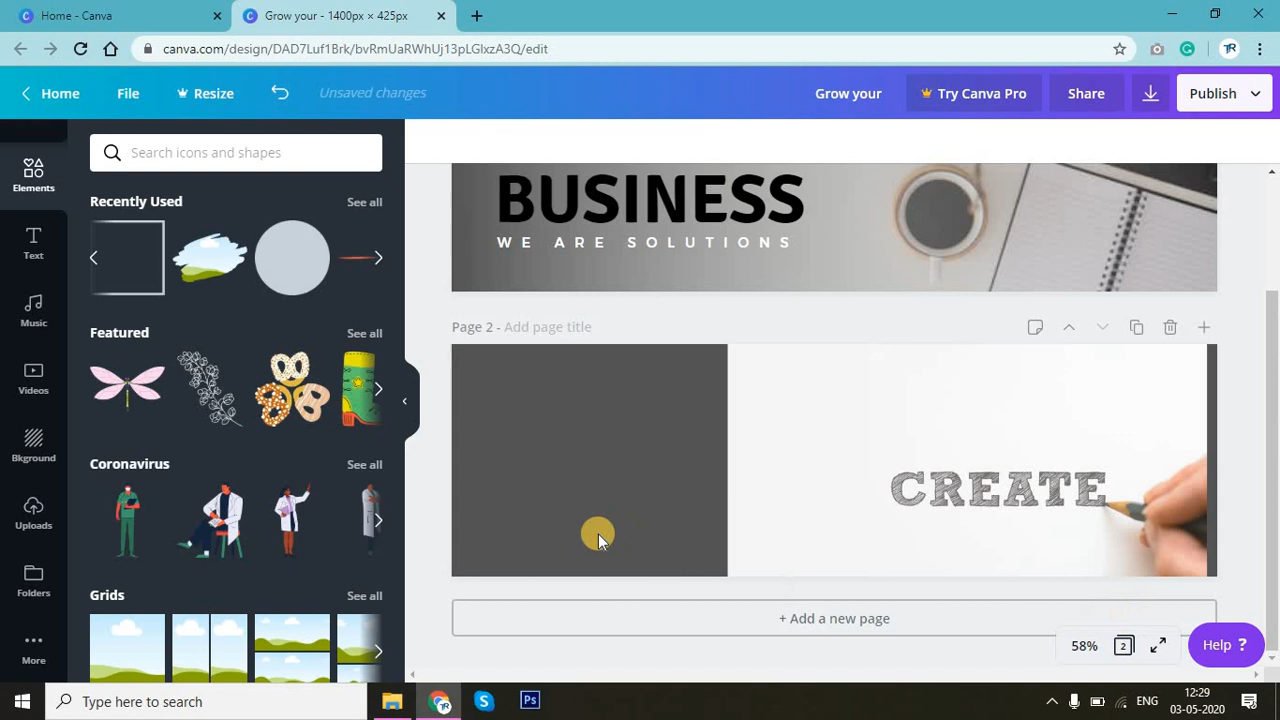 Home - Canva
Grow your - 1400px × 425px
canva.com/design/DAD7Luf1Brk/bvRmUaRWhUj13pLGlxzA3Q/edit
Home
File
Resize
Unsaved changes
Grow your
Try Canva Pro
Share
Publish
Elements
Text
Music
Videos
Bkground
Uploads
Folders
More
Search icons and shapes
Recently Used
See all
Featured
See all
Coronavirus
See all
Grids
See all
BUSINESS
WE ARE SOLUTIONS
Page 2 - Add page title
CREATE
+ Add a new page
58%
2
Help ?
Type here to search
Ps
ENG
12:29
03-05-2020